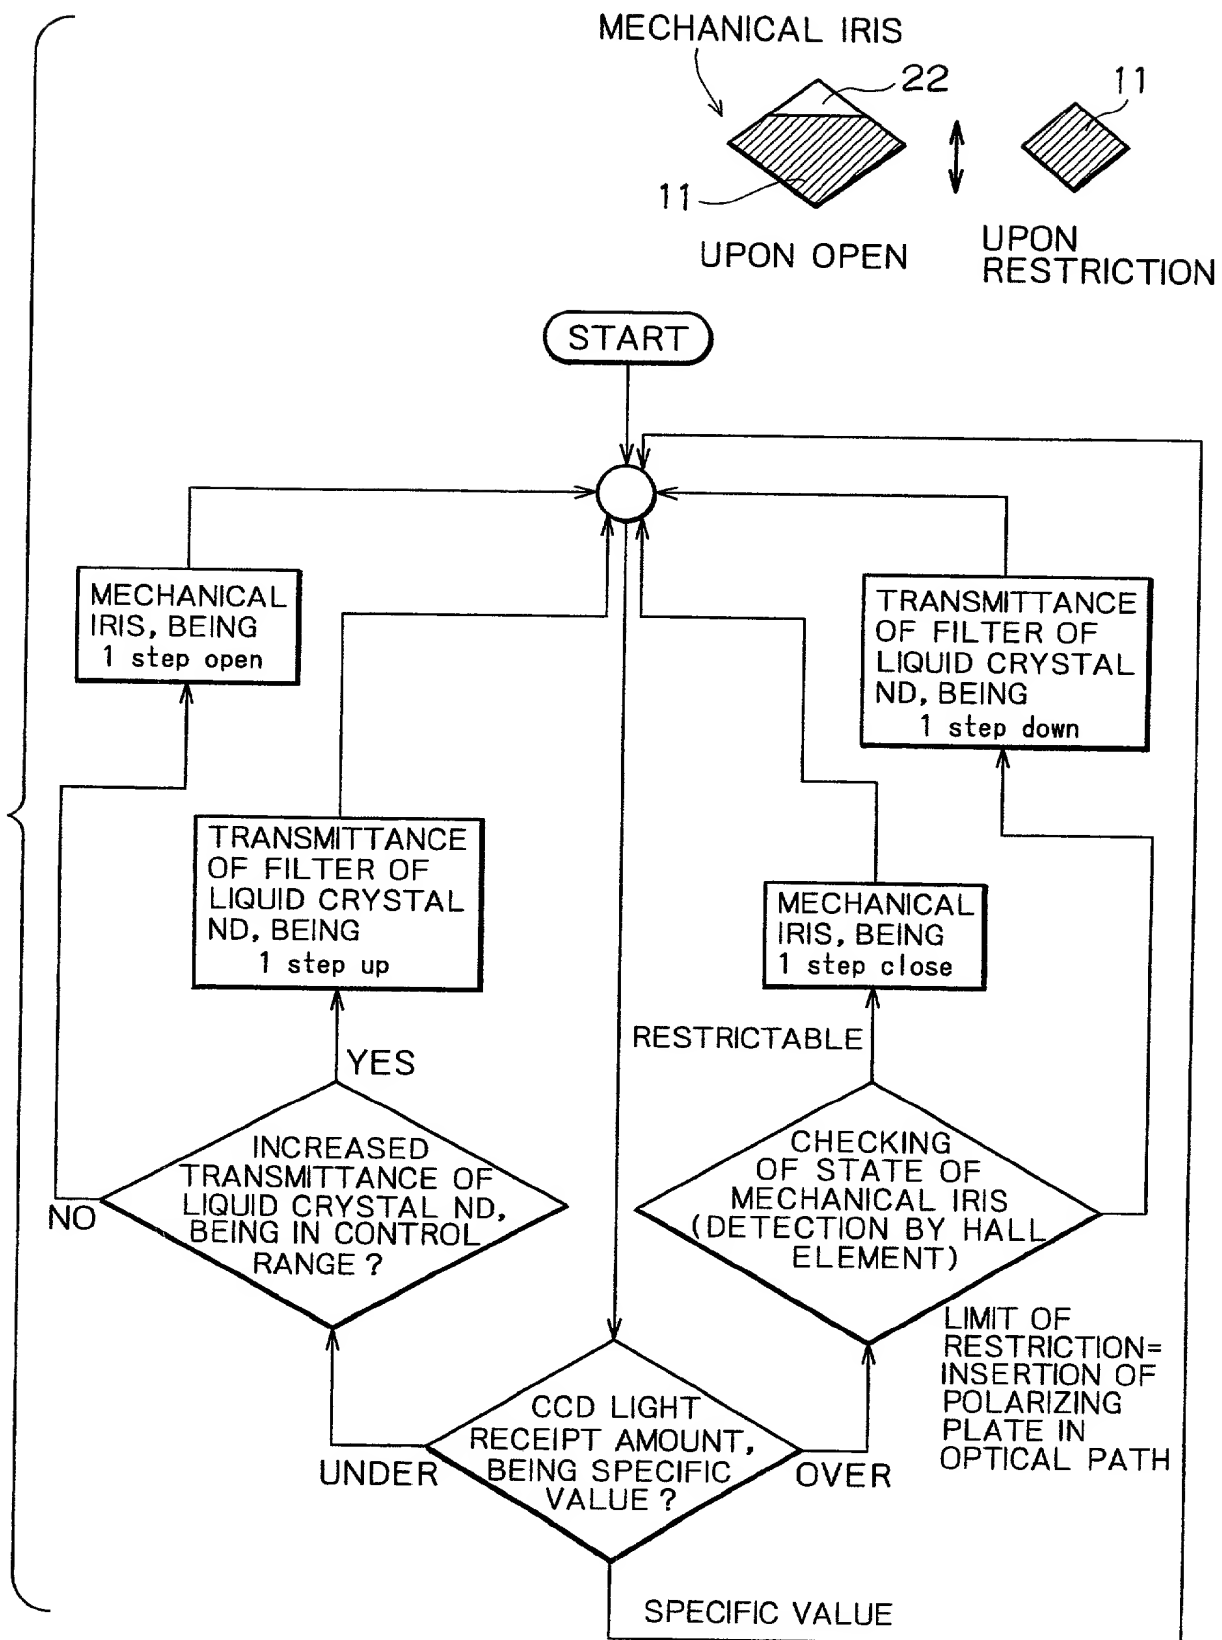 MECHANICAL IRIS
22
11
11
UPON OPEN
UPON
RESTRICTION
START
MECHANICAL
IRIS, BEING
1 step open
TRANSMITTANCE
OF FILTER OF
LIQUID CRYSTAL
ND, BEING
1 step down
TRANSMITTANCE
OF FILTER OF
LIQUID CRYSTAL
ND, BEING
1 step up
MECHANICAL
IRIS, BEING
1 step close
RESTRICTABLE
YES
INCREASED
TRANSMITTANCE OF
LIQUID CRYSTAL ND,
BEING IN CONTROL
RANGE?
NO
CHECKING
OF STATE OF
MECHANICAL IRIS
(DETECTION BY HALL
ELEMENT)
LIMIT OF
RESTRICTION=
INSERTION OF
POLARIZING
PLATE IN
OPTICAL PATH
CCD LIGHT
RECEIPT AMOUNT,
BEING SPECIFIC
VALUE?
UNDER
OVER
SPECIFIC VALUE